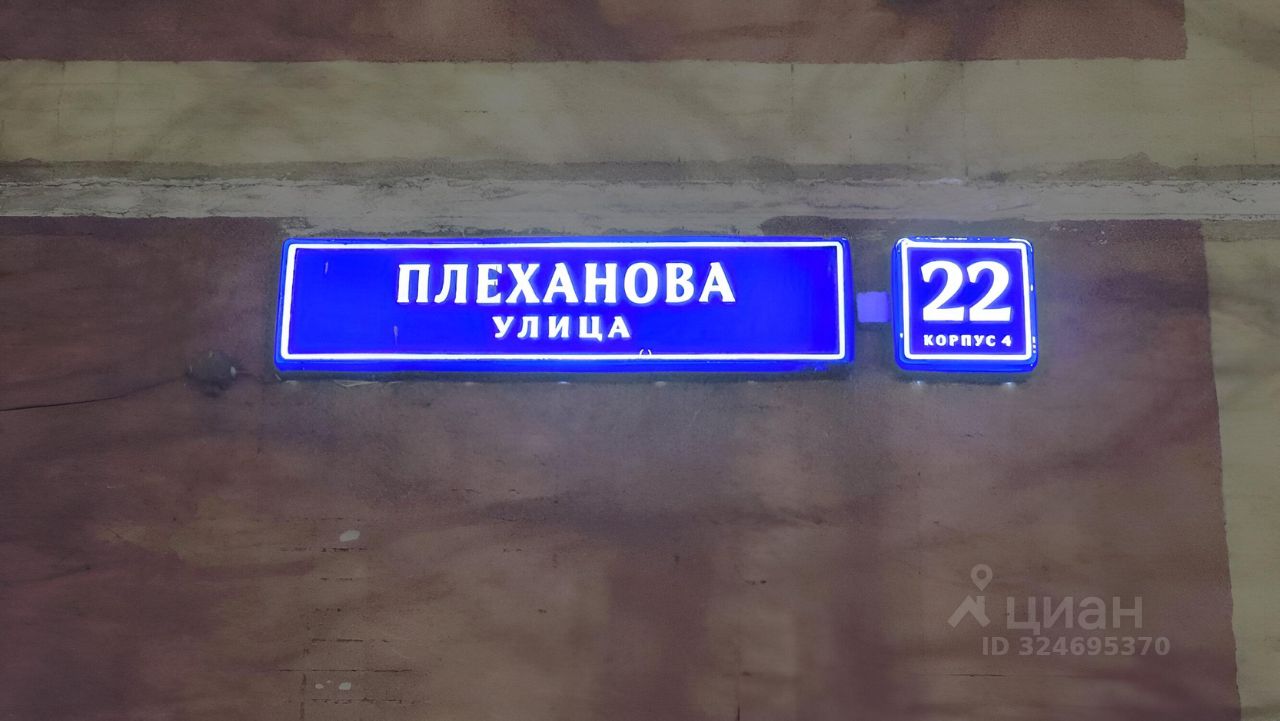 ПЛЕХАНОВА
УЛИЦА
22
КОРПУС 4
циан
ID 324695370